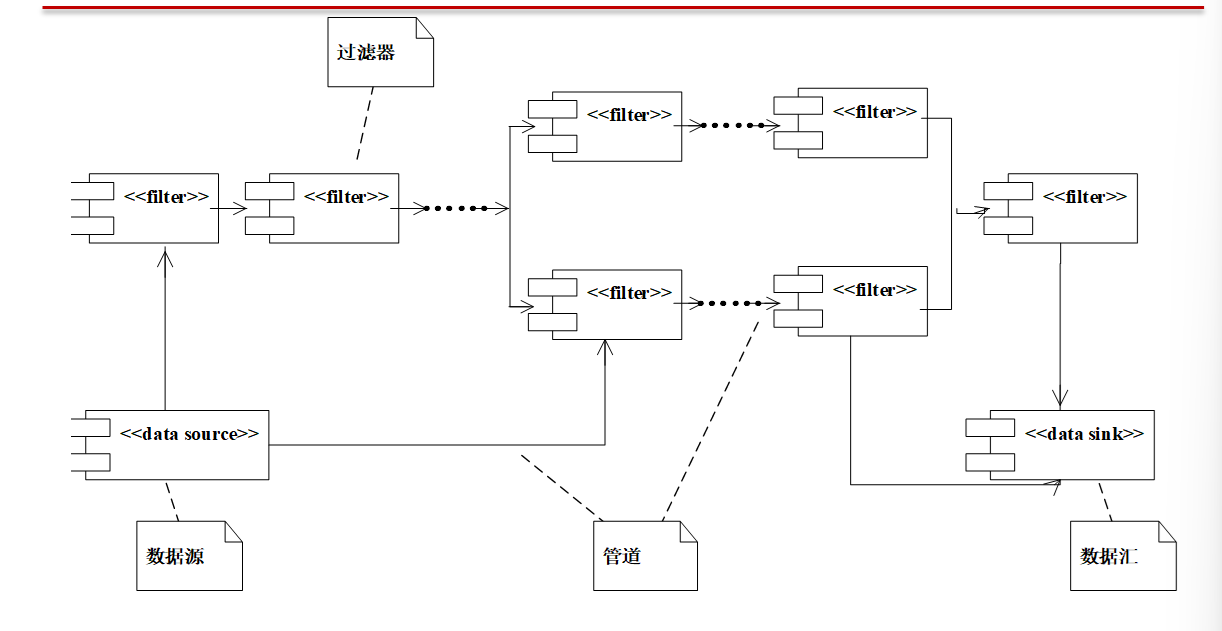 过滤器
<<filter>>
<<filter>>
<<filter>>
<<filter>>
<<filter>>
<<filter>>
<<filter>>
<<data source>>
<<data sink>>
数据源
管道
数据汇